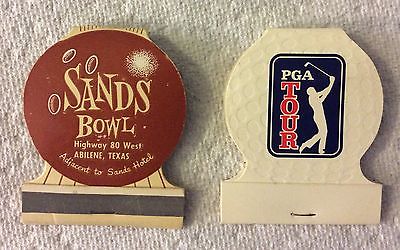 SANDS
BOWL
Highway 80 West
ABILENE, TEXAS
Adjacent to Sands Hotel
PGA
TOUR